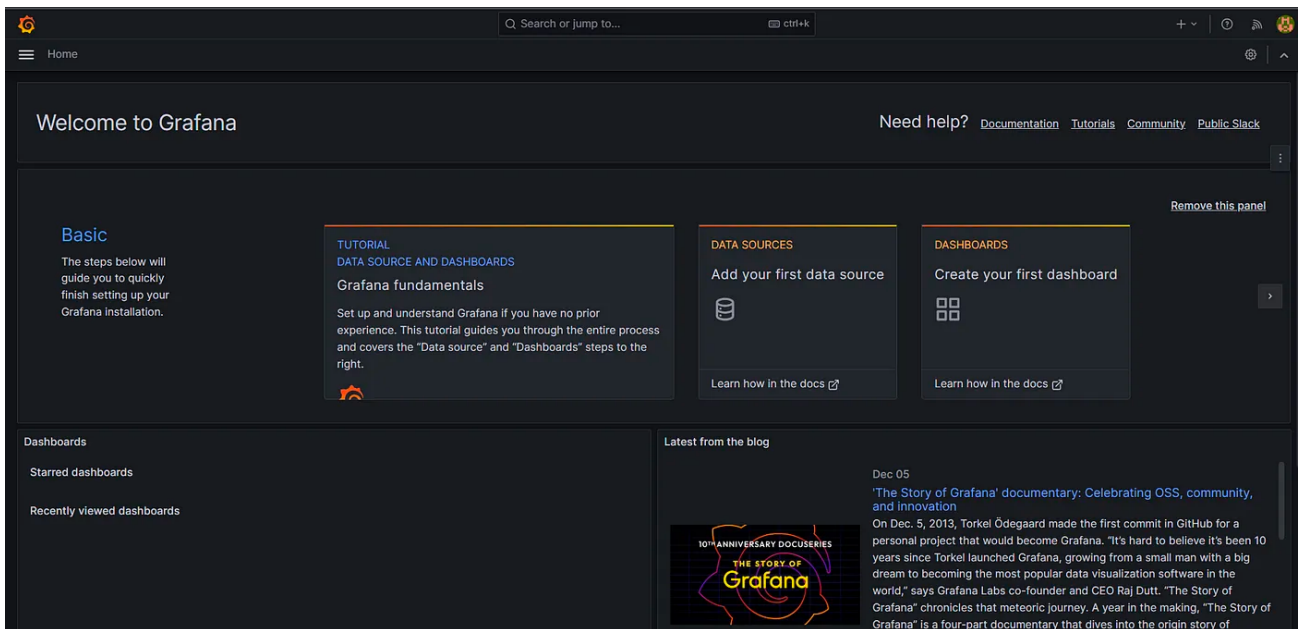 Search or jump to...
ctrl+k
Home
Welcome to Grafana
Need help? Documentation Tutorials Community Public Slack
Remove this panel
Basic
The steps below will
guide you to quickly
finish setting up your
Grafana installation.
TUTORIAL
DATA SOURCE AND DASHBOARDS
Grafana fundamentals
Set up and understand Grafana if you have no prior
experience. This tutorial guides you through the entire process
and covers the "Data source" and "Dashboards" steps to the
right.
DATA SOURCES
Add your first data source
Learn how in the docs
DASHBOARDS
Create your first dashboard
Learn how in the docs
Dashboards
Starred dashboards
Recently viewed dashboards
Latest from the blog
10TH ANNIVERSARY DOCUSERIES
THE STORY OF
Grafana
Dec 05
'The Story of Grafana' documentary: Celebrating OSS, community,
and innovation
On Dec. 5, 2013, Torkel Ödegaard made the first commit in GitHub for a
personal project that would become Grafana. "It's hard to believe it's been 10
years since Torkel launched Grafana, growing from a small man with a big
dream to becoming the most popular data visualization software in the
world," says Grafana Labs co-founder and CEO Raj Dutt. "The Story of
Grafana" chronicles that meteoric journey. A year in the making, "The Story of
Grafana" is a four-part documentary that dives into the origin story of